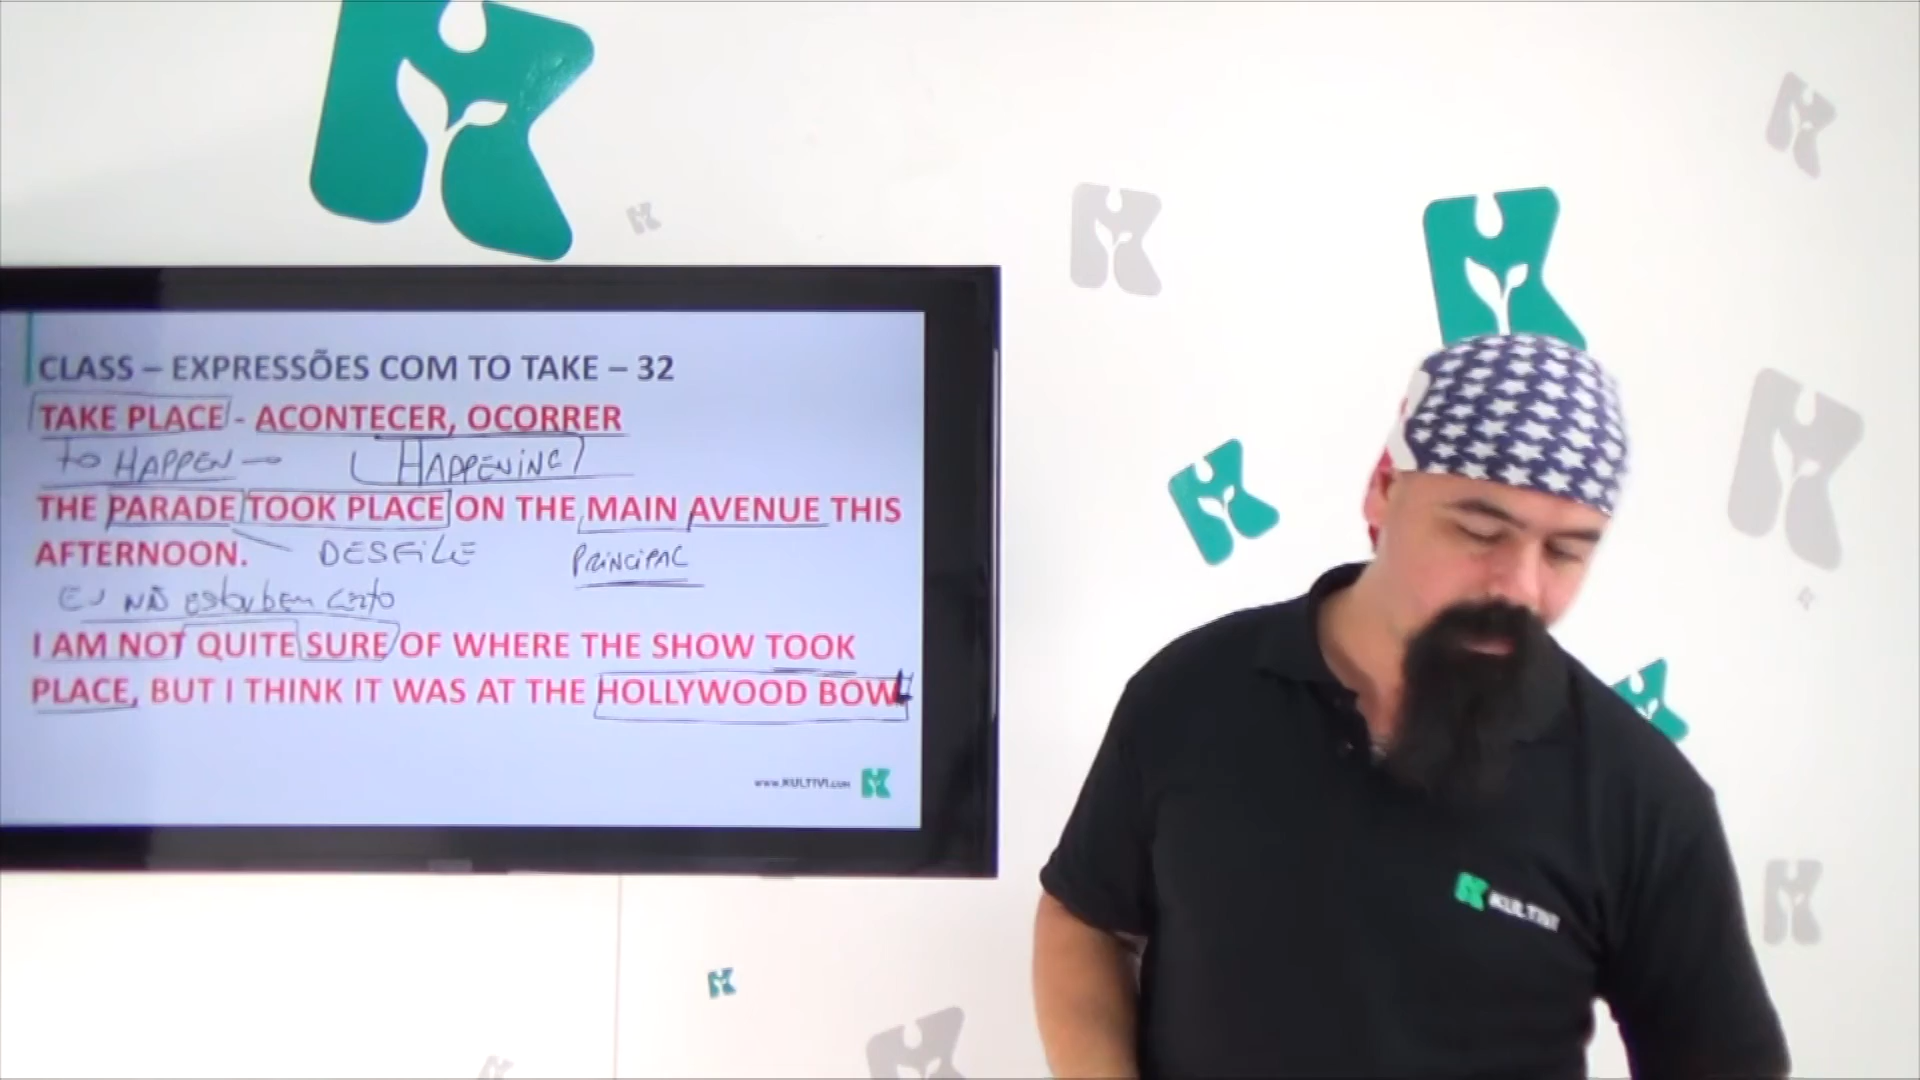 CLASS – EXPRESSÕES COM TO TAKE – 32
TAKE PLACE - ACONTECER, OCORRER
TO HAPPEN → HAPPENING
THE PARADE TOOK PLACE ON THE MAIN AVENUE THIS
AFTERNOON. DESFILE PRINCIPAL
EU NÃO estou bem certo
I AM NOT QUITE SURE OF WHERE THE SHOW TOOK
PLACE, BUT I THINK IT WAS AT THE HOLLYWOOD BOWL
www.KULTIVI.com
KULTIVI